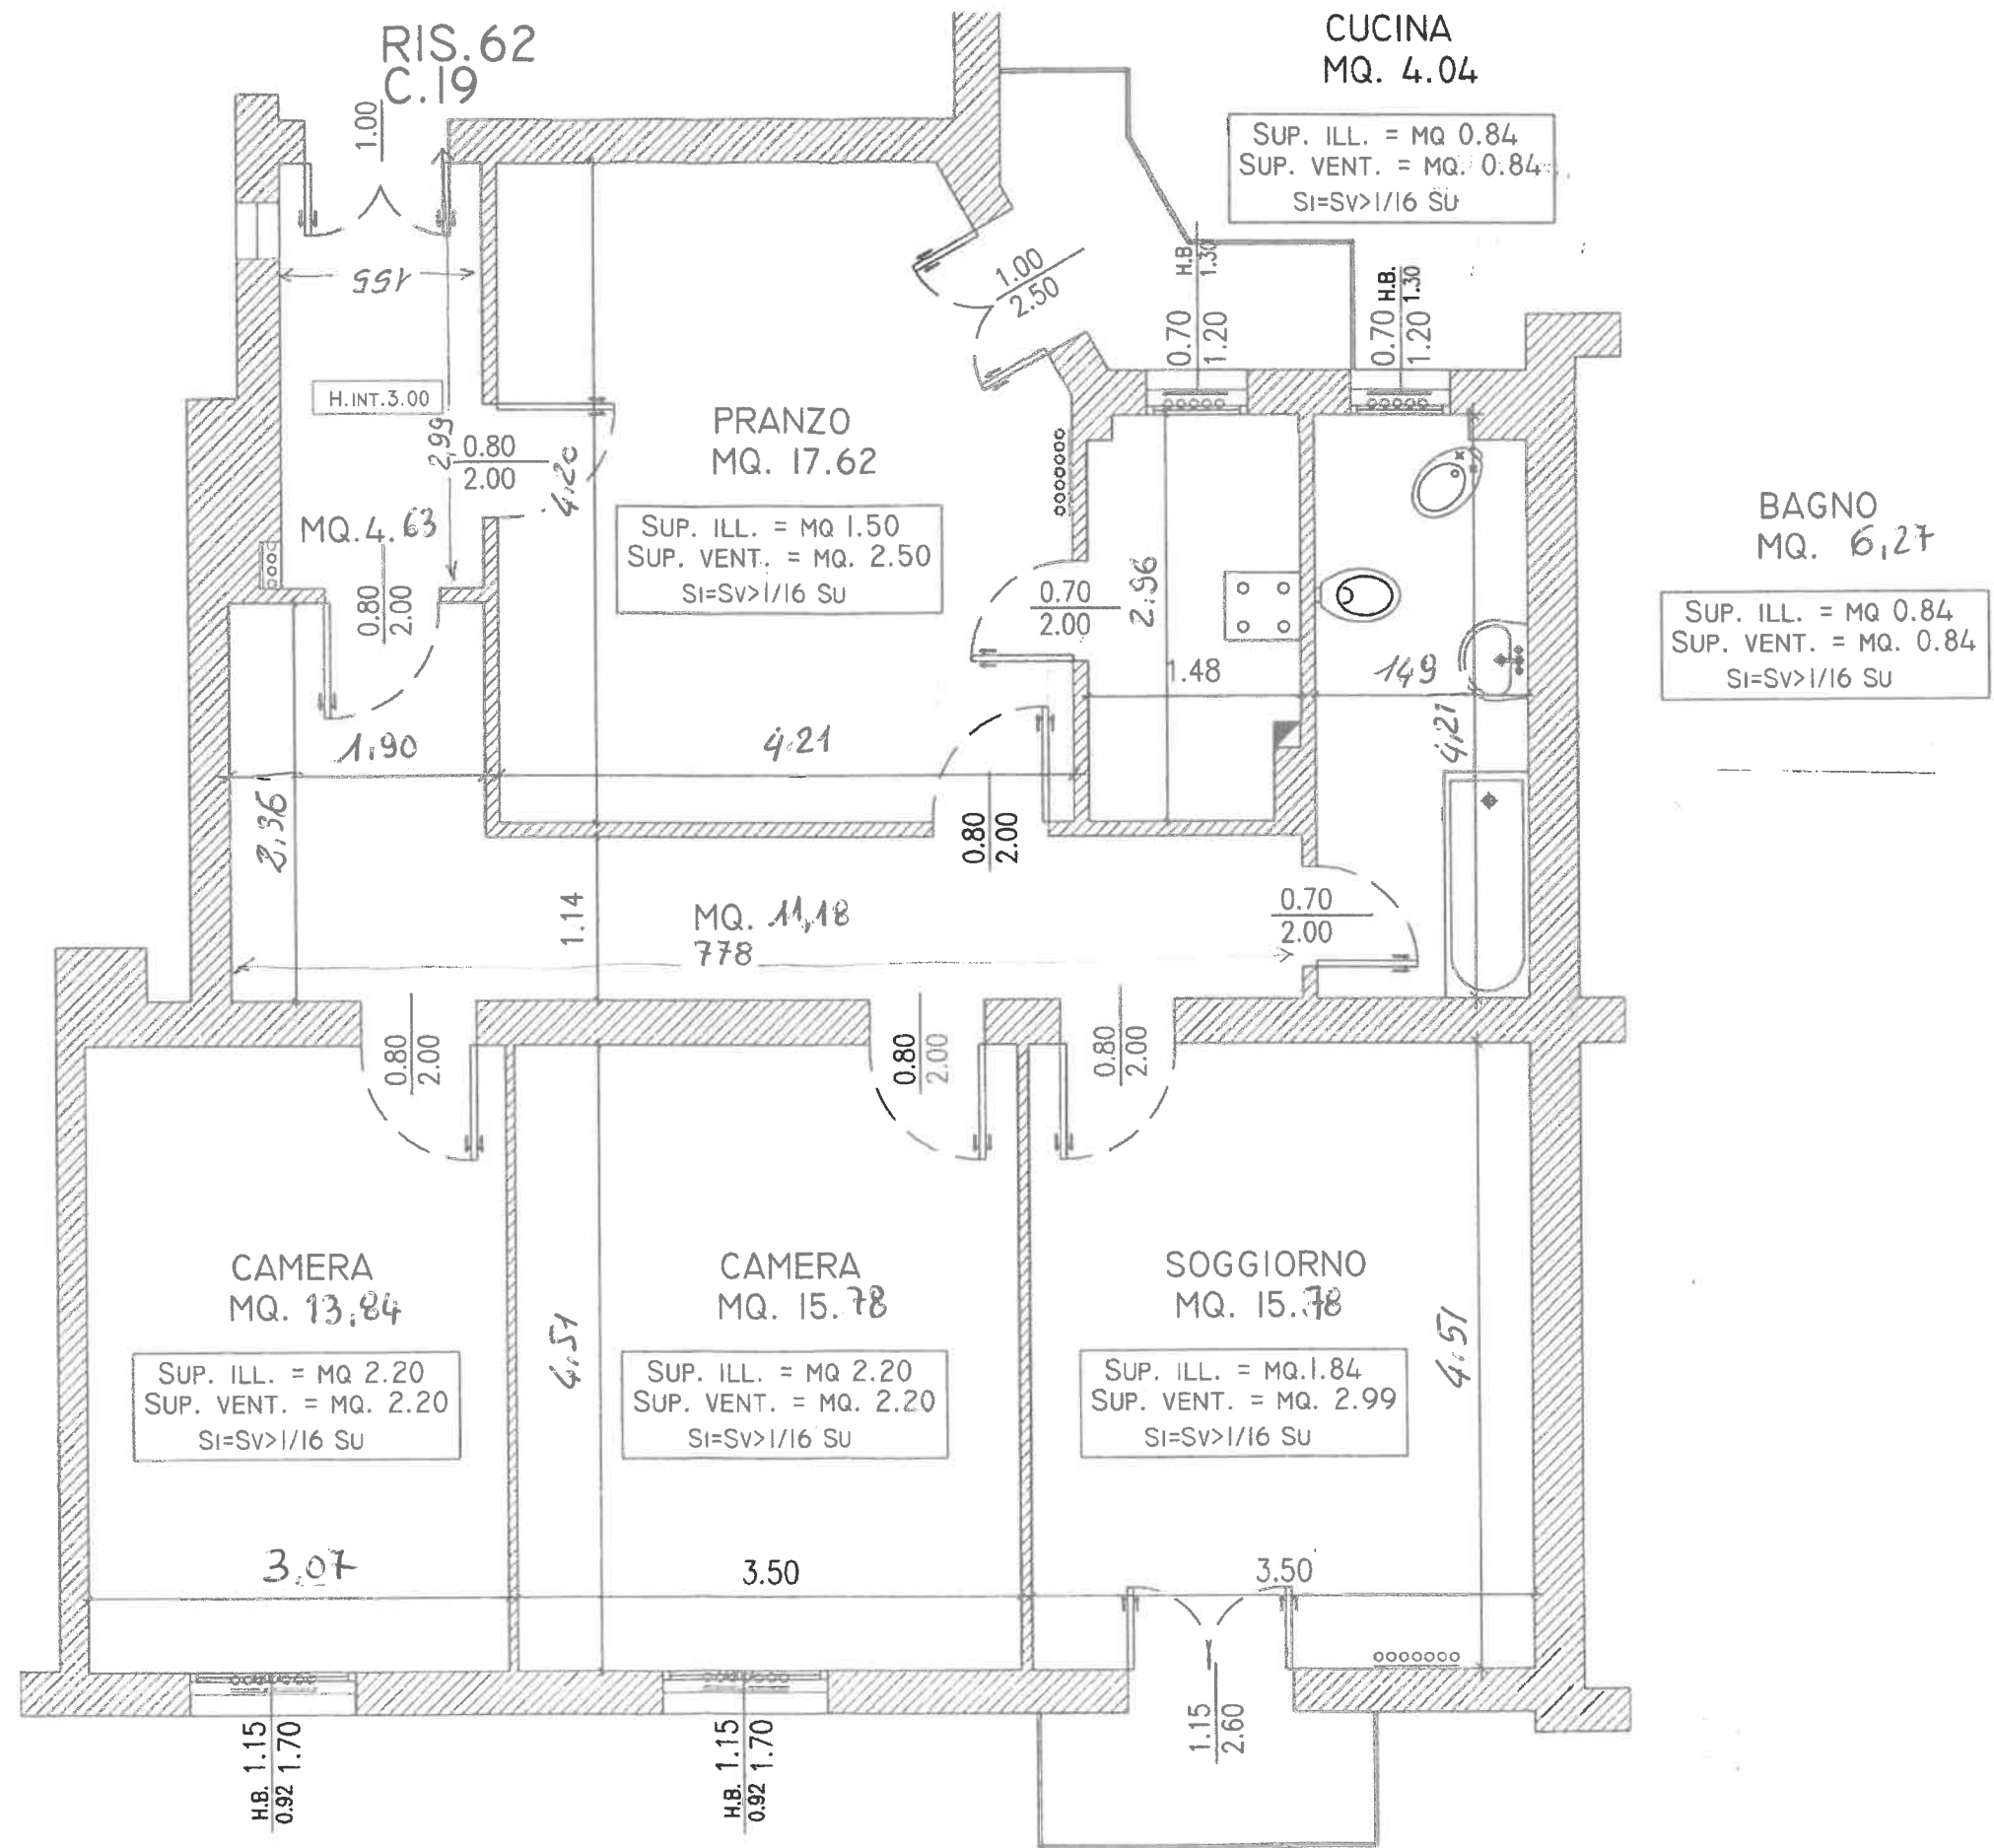 RIS.62
C.19
CUCINA
MQ. 4.04
SUP. ILL. = MQ 0.84
SUP. VENT. = MQ. 0.84
SI=SV>1/16 SU
1.00
155
H.INT.3.00
2,99
0.80
2.00
4.20
MQ.4.63
0.80
2.00
1.00
2.50
H.B
1.30
0.70
1.20
H.B.
1.30
0.70
1.20
PRANZO
MQ. 17.62
SUP. ILL. = MQ 1.50
SUP. VENT. = MQ. 2.50
SI=SV>1/16 SU
0.70
2.00
2.96
1.48
149
4,21
BAGNO
MQ. 6,27
SUP. ILL. = MQ 0.84
SUP. VENT. = MQ. 0.84
SI=SV>1/16 SU
1,90
4.21
2,36
0.80
2.00
1.14
MQ. 11,18
778
0.70
2.00
0.80
2.00
0.80
2.00
0.80
2.00
CAMERA
MQ. 13,84
SUP. ILL. = MQ 2.20
SUP. VENT. = MQ. 2.20
SI=SV>1/16 SU
4.51
CAMERA
MQ. 15.78
SUP. ILL. = MQ 2.20
SUP. VENT. = MQ. 2.20
SI=SV>1/16 SU
SOGGIORNO
MQ. 15.78
SUP. ILL. = MQ.1.84
SUP. VENT. = MQ. 2.99
SI=SV>1/16 SU
4.51
3.07
3.50
3.50
H.B. 1.15
0.92 1.70
H.B. 1.15
0.92 1.70
1.15
2.60